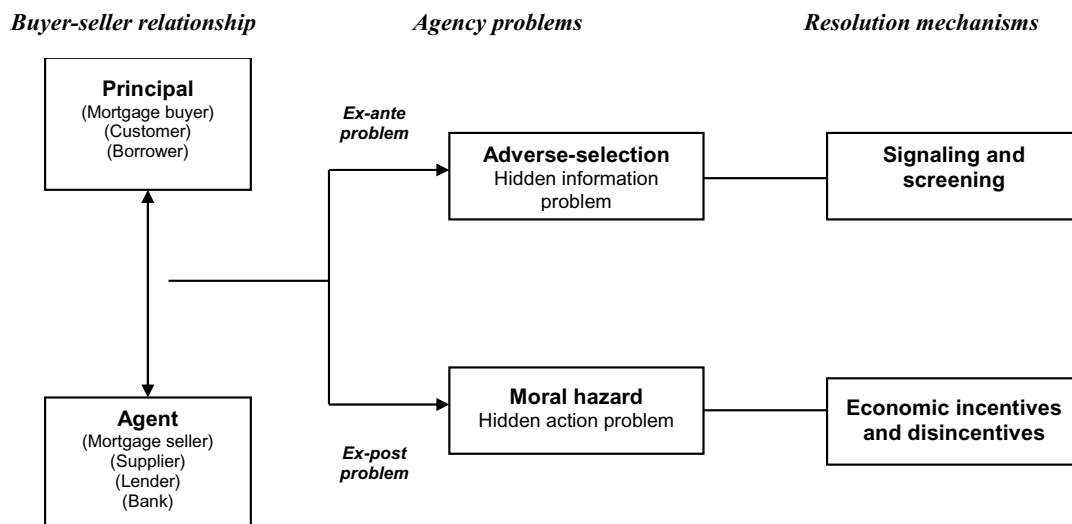 Buyer-seller relationship
Agency problems
Resolution mechanisms
Principal
(Mortgage buyer)
(Customer)
(Borrower)
Ex-ante
problem
Adverse-selection
Hidden information
problem
Signaling and
screening
Agent
(Mortgage seller)
(Supplier)
(Lender)
(Bank)
Ex-post
problem
Moral hazard
Hidden action problem
Economic incentives
and disincentives